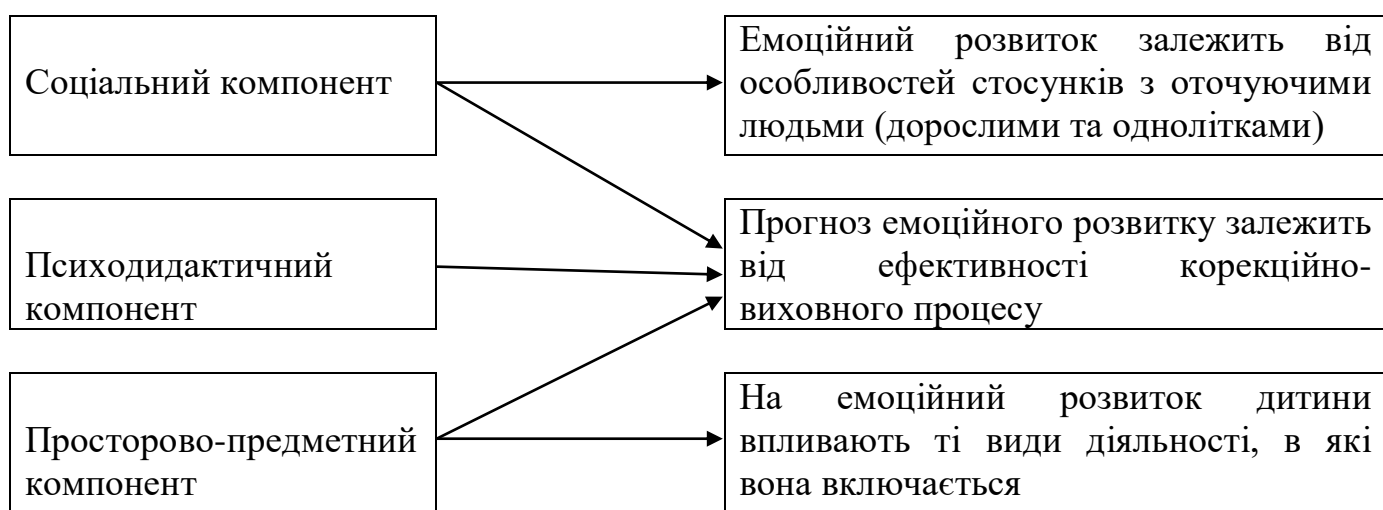 Соціальний компонент
Емоційний розвиток залежить від
особливостей стосунків з оточуючими
людьми (дорослими та однолітками)
Психодидактичний
компонент
Прогноз емоційного розвитку залежить
від ефективності корекційно-
виховного процесу
Просторово-предметний
компонент
На емоційний розвиток дитини
впливають ті види діяльності, в які
вона включається